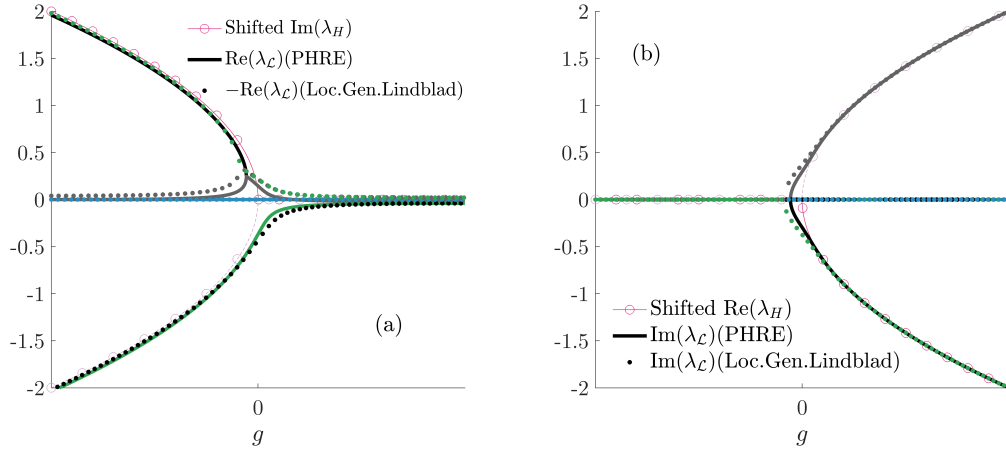 2
1.5
1
0.5
0
-0.5
-1
-1.5
-2
Shifted Im(λ_H)
Re(λ_ℒ)(PHRE)
−Re(λ_ℒ)(Loc.Gen.Lindblad)
(a)
0
g
2
1.5
1
0.5
0
-0.5
-1
-1.5
-2
(b)
Shifted Re(λ_H)
Im(λ_ℒ)(PHRE)
Im(λ_ℒ)(Loc.Gen.Lindblad)
0
g